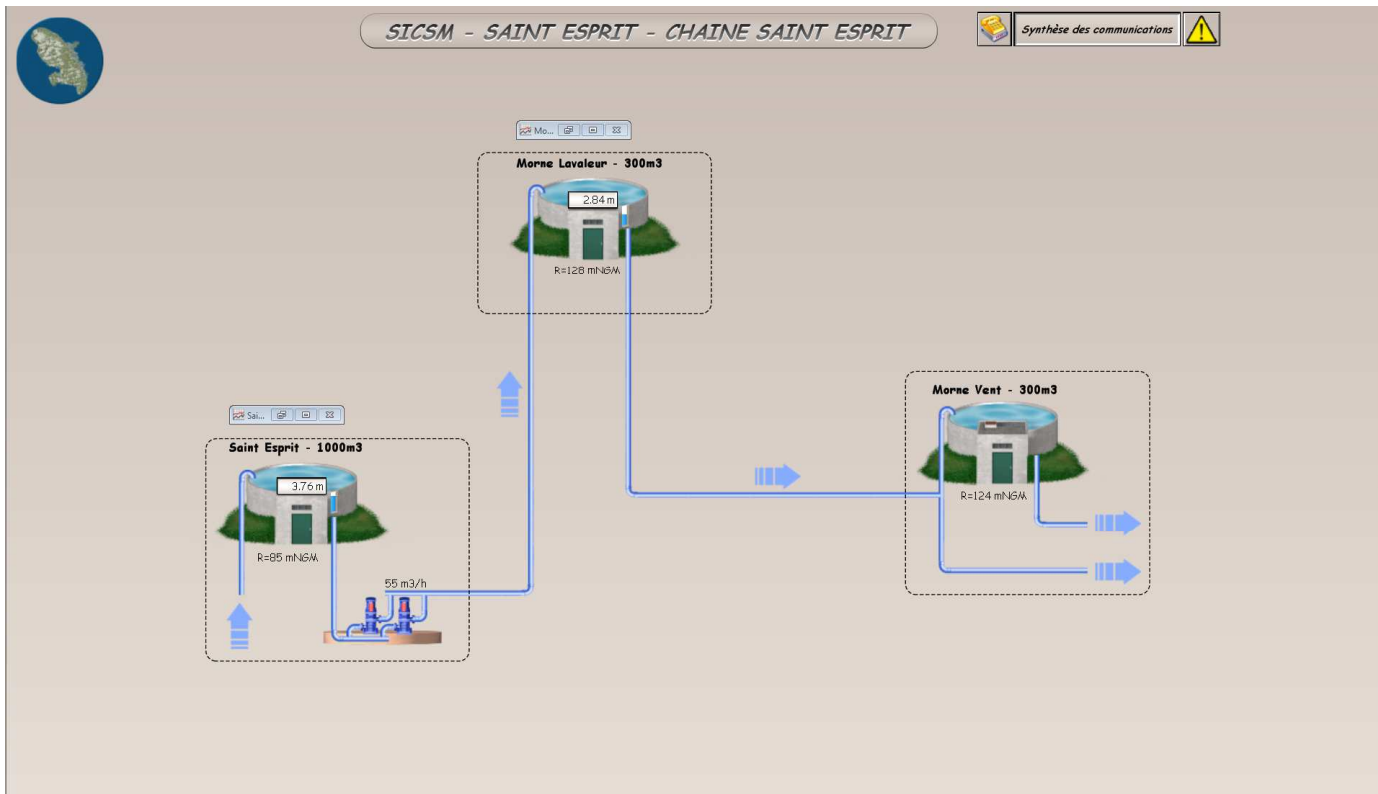 SICSM - SAINT ESPRIT - CHAINE SAINT ESPRIT
Synthèse des communications
Mo...
Morne Lavaleur - 300m3
2.84 m
R=128 mNGM
Morne Vent - 300m3
R=124 mNGM
Sai...
Saint Esprit - 1000m3
3.76 m
R=85 mNGM
55 m3/h